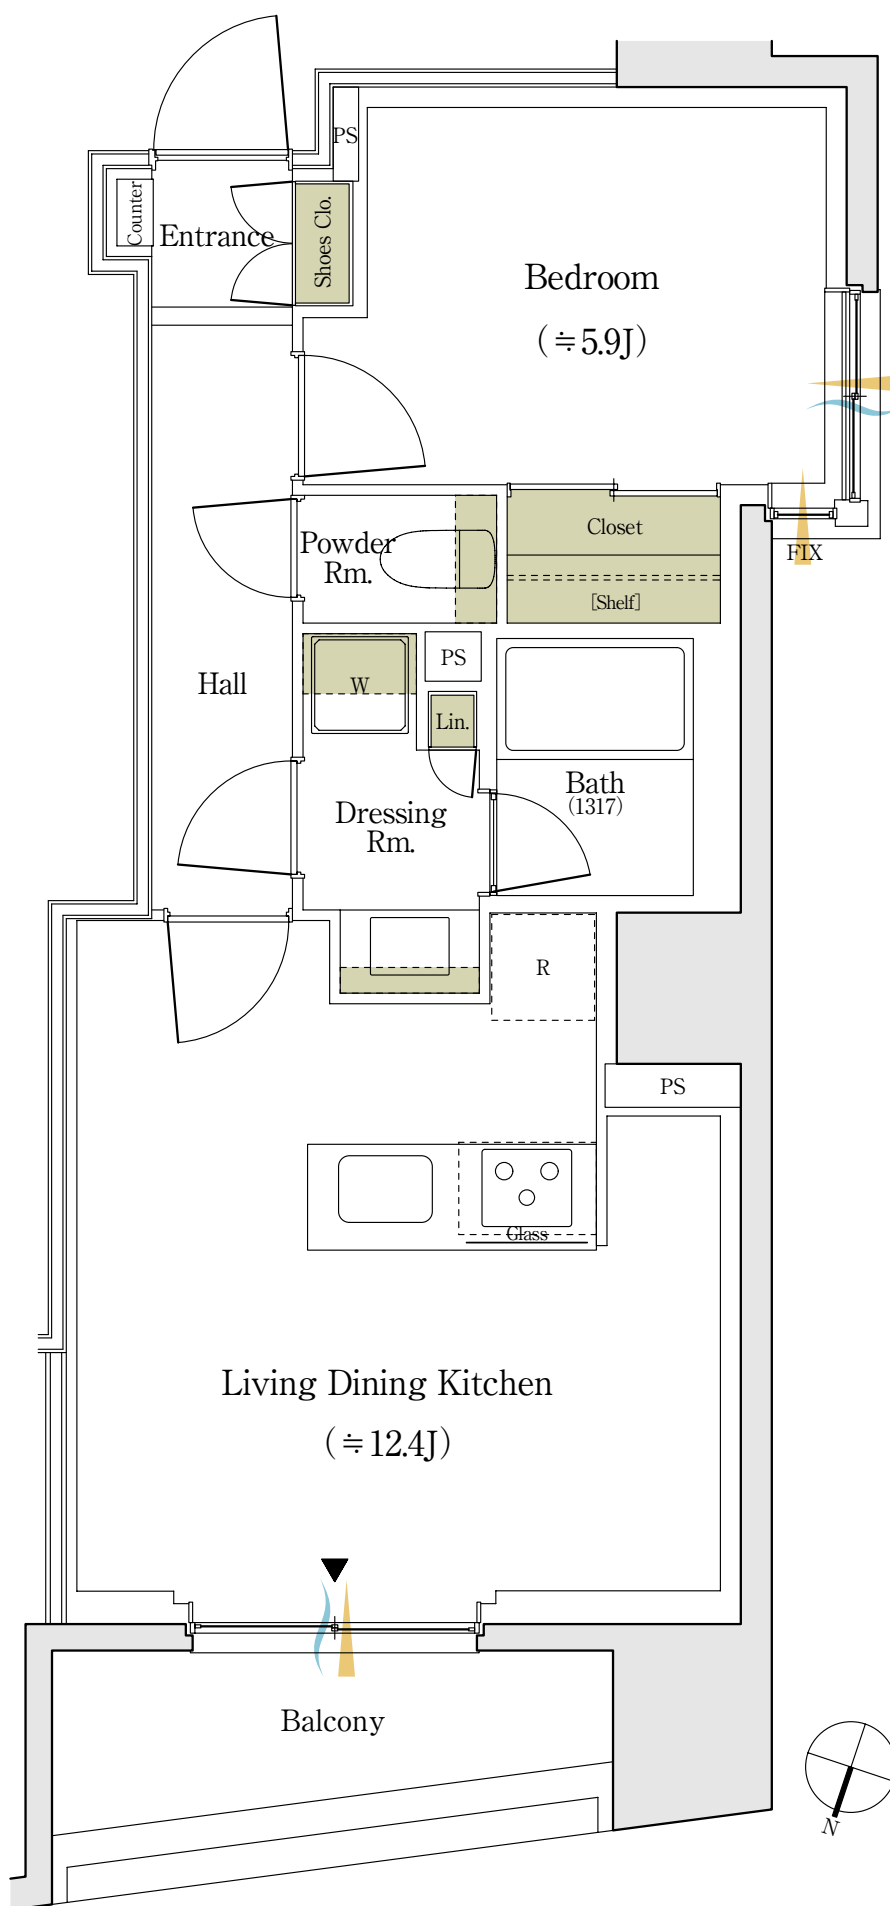 PS
Counter
Entrance
Shoes Clo.
Bedroom
(≒5.9J)
Powder
Rm.
Closet
[Shelf]
FIX
Hall
W
PS
Lin.
Bath
(1317)
Dressing
Rm.
R
PS
Glass
Living Dining Kitchen
(≒12.4J)
Balcony
N